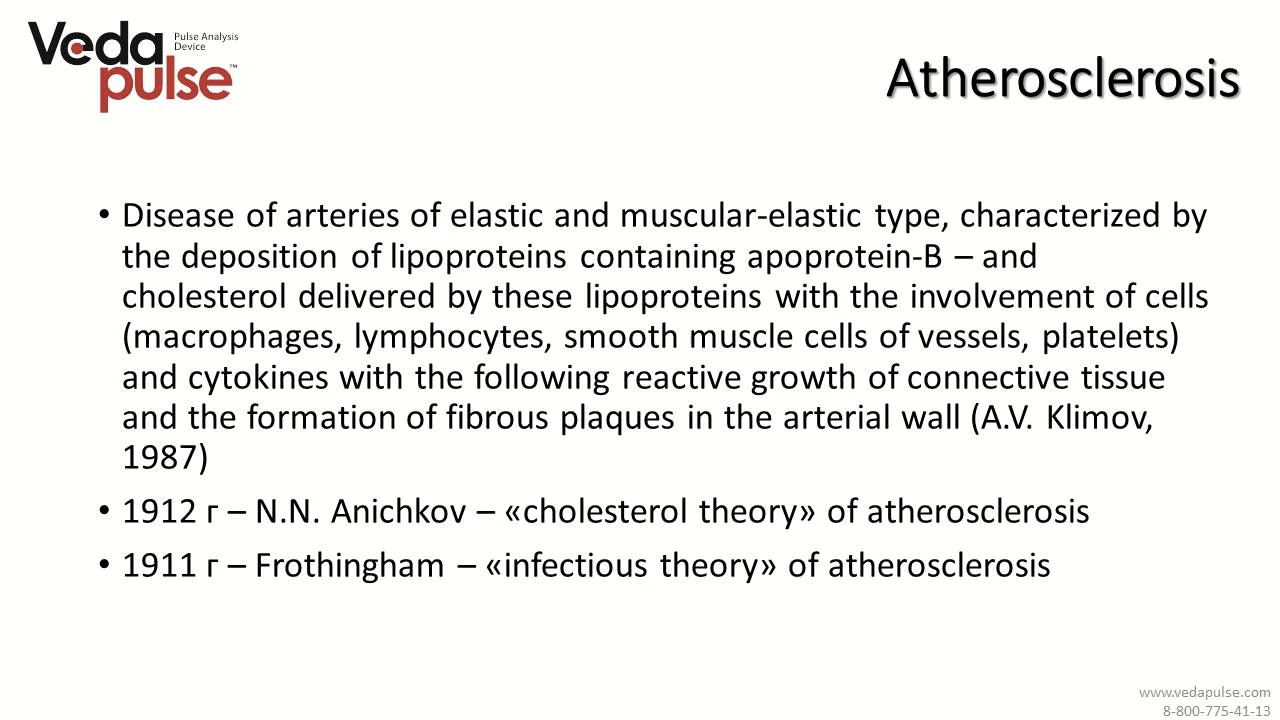 Veda pulse™
Pulse Analysis
Device
Atherosclerosis
• Disease of arteries of elastic and muscular-elastic type, characterized by
the deposition of lipoproteins containing apoprotein-B – and
cholesterol delivered by these lipoproteins with the involvement of cells
(macrophages, lymphocytes, smooth muscle cells of vessels, platelets)
and cytokines with the following reactive growth of connective tissue
and the formation of fibrous plaques in the arterial wall (A.V. Klimov,
1987)
• 1912 г – N.N. Anichkov – «cholesterol theory» of atherosclerosis
• 1911 г – Frothingham – «infectious theory» of atherosclerosis
www.vedapulse.com
8-800-775-41-13